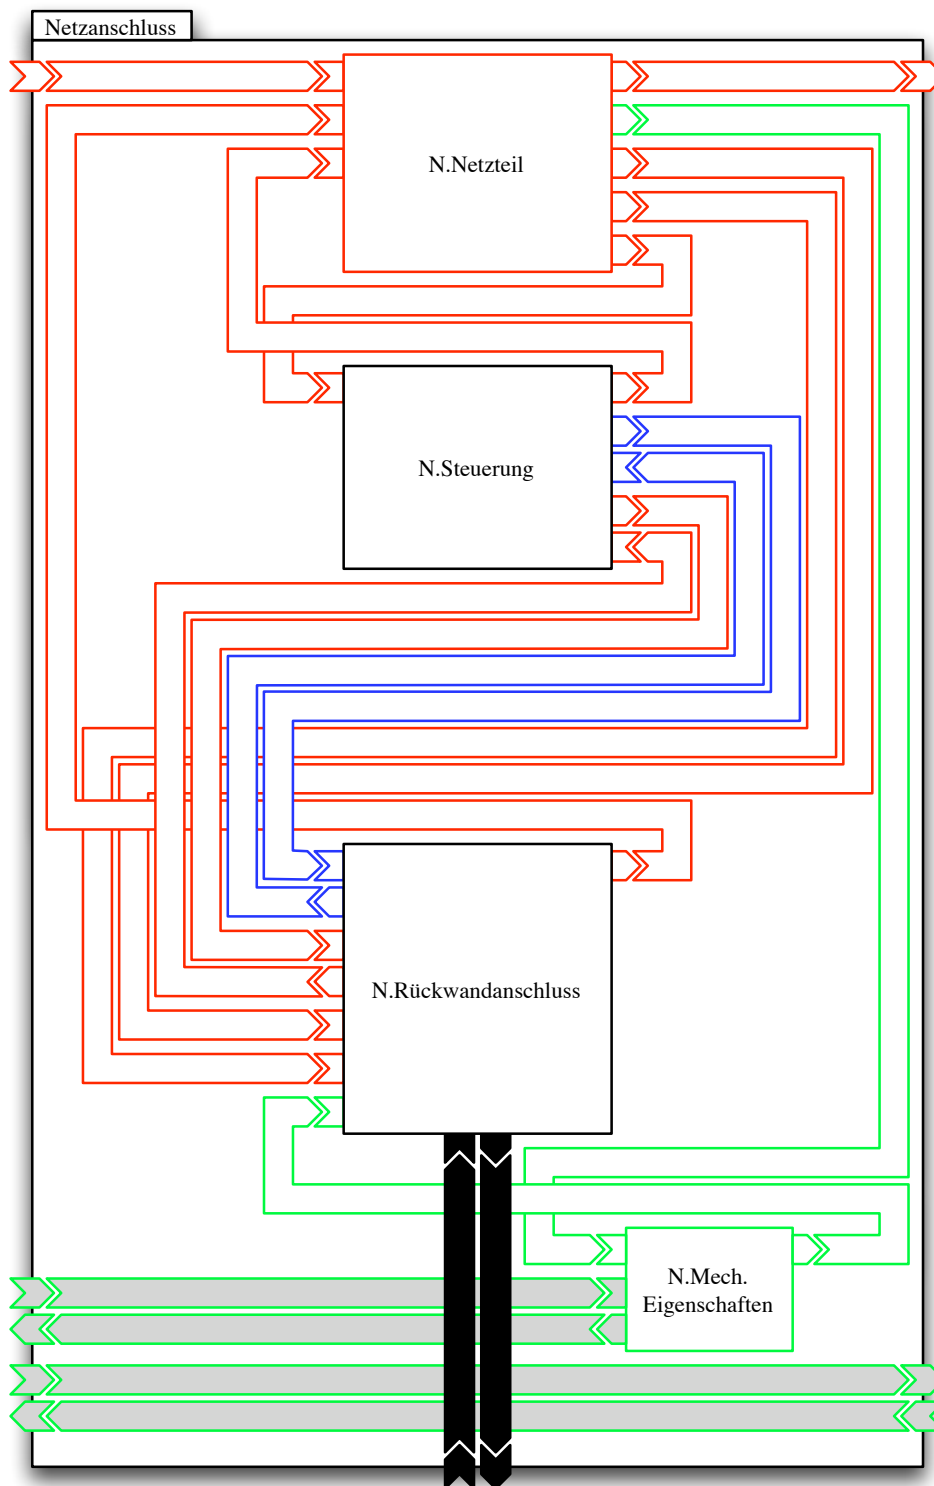 Netzanschluss
N.Netzteil
N.Steuerung
N.Rückwandanschluss
N.Mech.
Eigenschaften